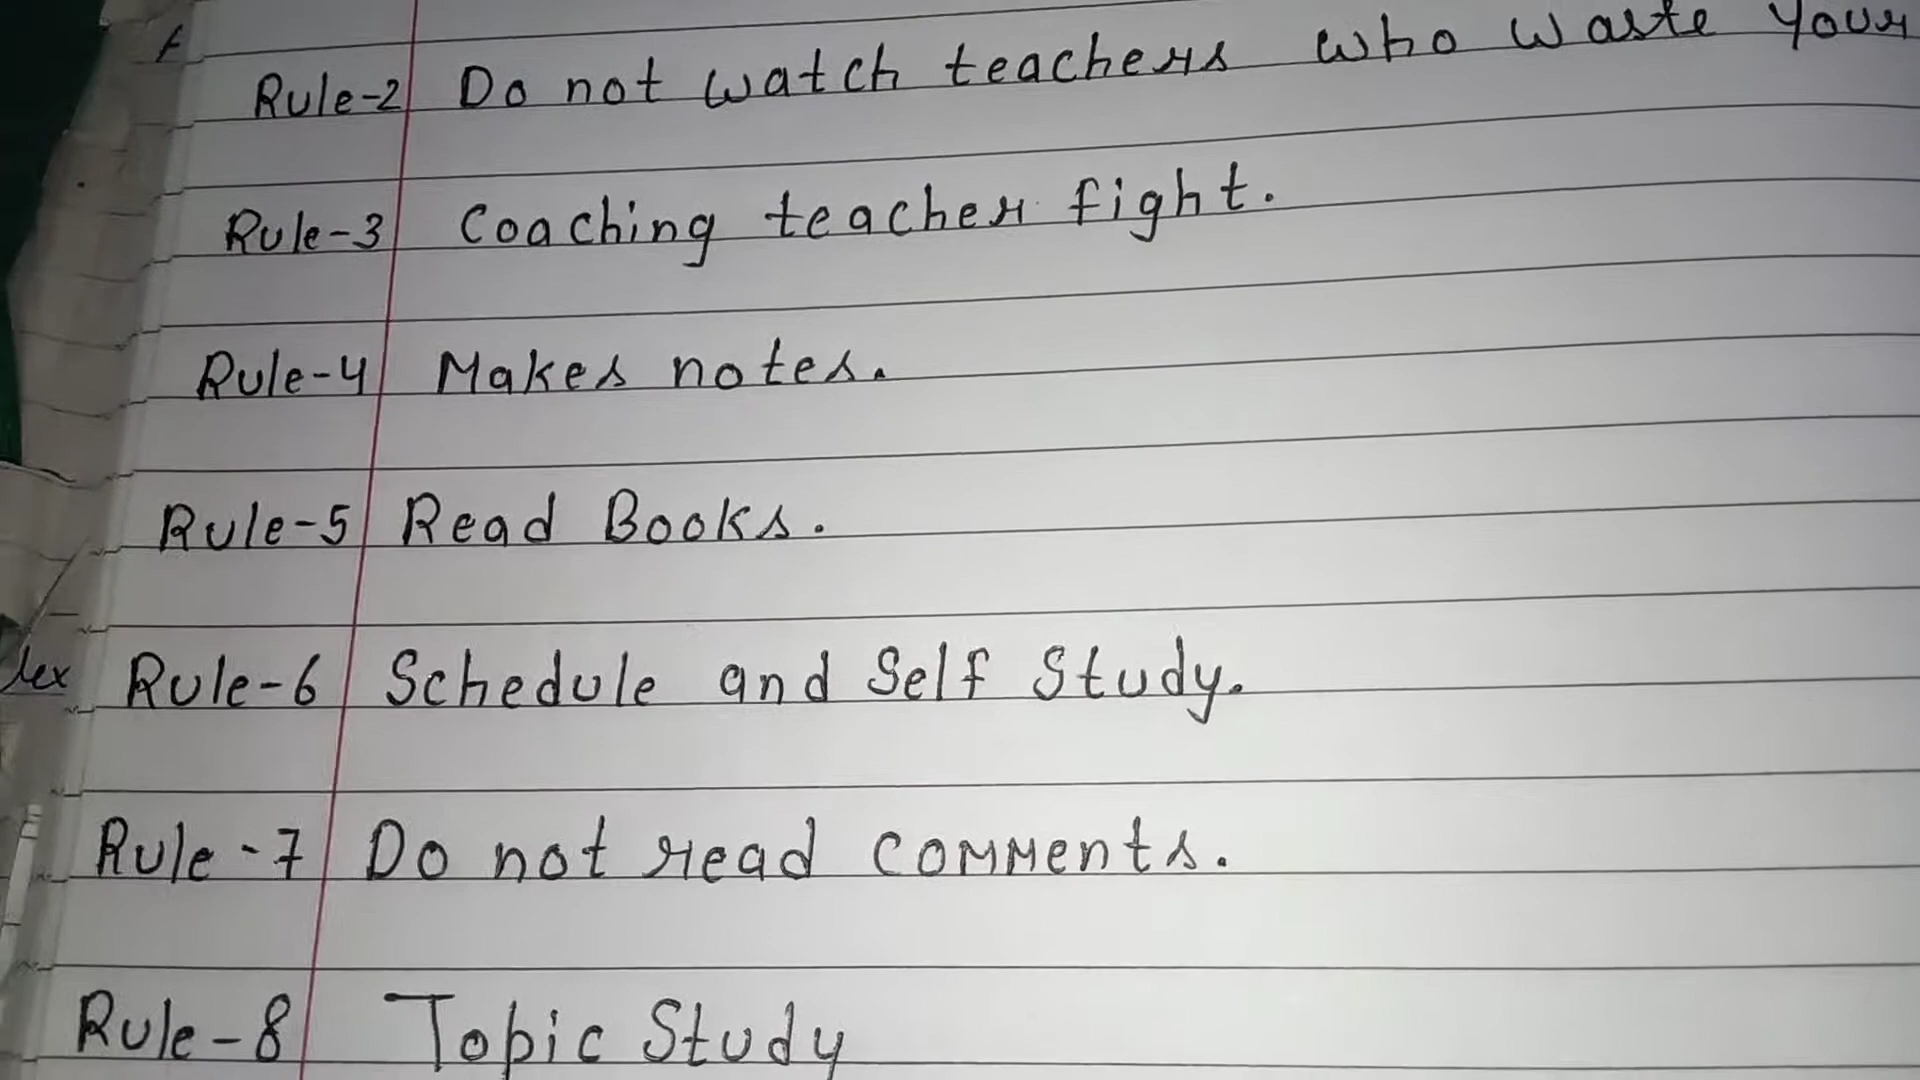 Rule-2 Do not watch teachers who waste your
Rule-3 Coaching teacher fight.
Rule-4 Makes notes.
Rule-5 Read Books.
Rule-6 Schedule and Self Study.
Rule-7 Do not read comments.
Rule-8 Topic Study